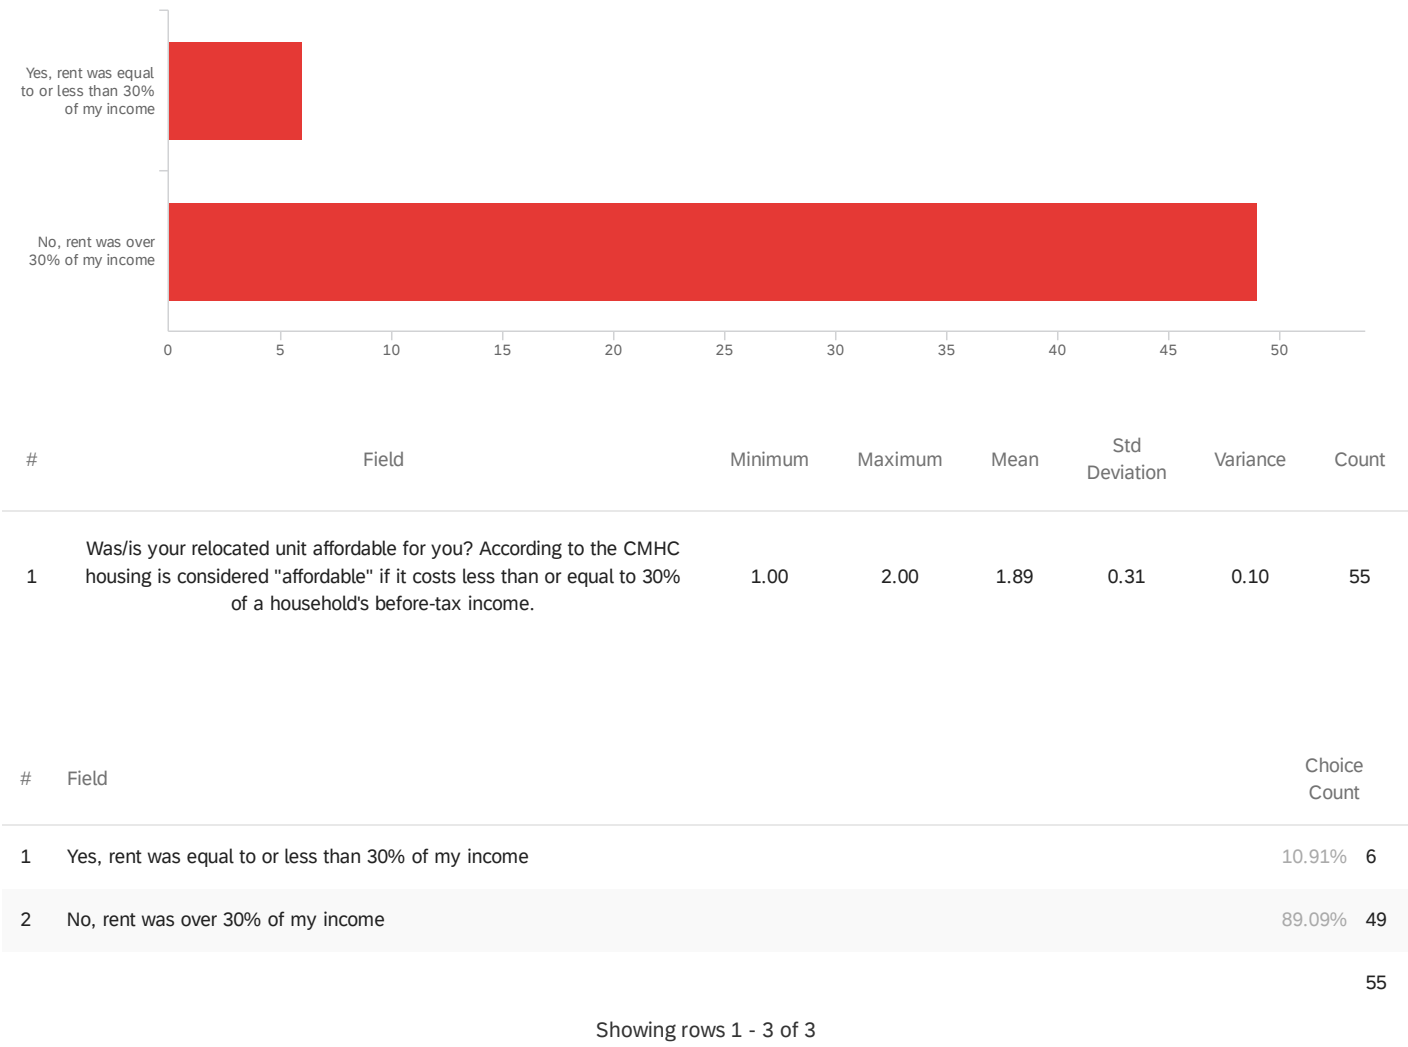 Yes, rent was equal
to or less than 30%
of my income
No, rent was over
30% of my income
0 5 10 15 20 25 30 35 40 45 50
# Field Minimum Maximum Mean Std Deviation Variance Count
1 Was/is your relocated unit affordable for you? According to the CMHC
housing is considered "affordable" if it costs less than or equal to 30%
of a household's before-tax income.
1.00 2.00 1.89 0.31 0.10 55
# Field Choice Count
1 Yes, rent was equal to or less than 30% of my income 10.91% 6
2 No, rent was over 30% of my income 89.09% 49
55
Showing rows 1 - 3 of 3